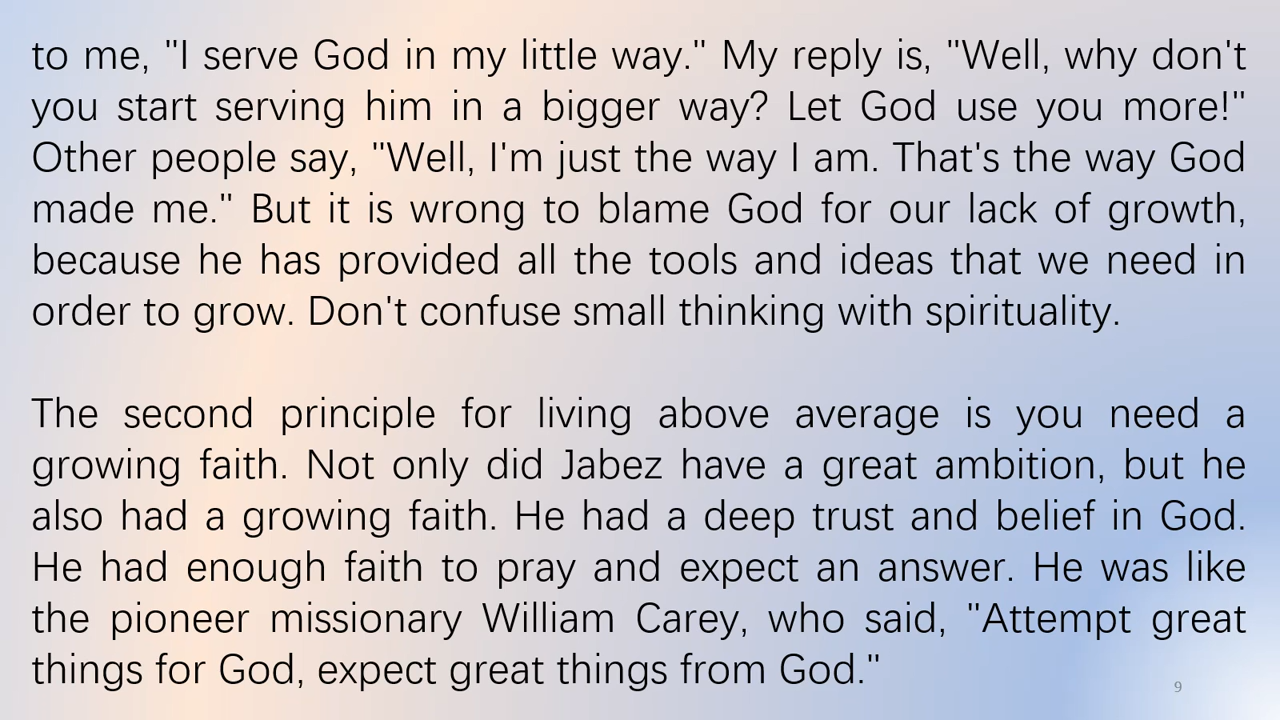 to me, "I serve God in my little way." My reply is, "Well, why don't
you start serving him in a bigger way? Let God use you more!"
Other people say, "Well, I'm just the way I am. That's the way God
made me." But it is wrong to blame God for our lack of growth,
because he has provided all the tools and ideas that we need in
order to grow. Don't confuse small thinking with spirituality.
The second principle for living above average is you need a
growing faith. Not only did Jabez have a great ambition, but he
also had a growing faith. He had a deep trust and belief in God.
He had enough faith to pray and expect an answer. He was like
the pioneer missionary William Carey, who said, "Attempt great
things for God, expect great things from God."
9